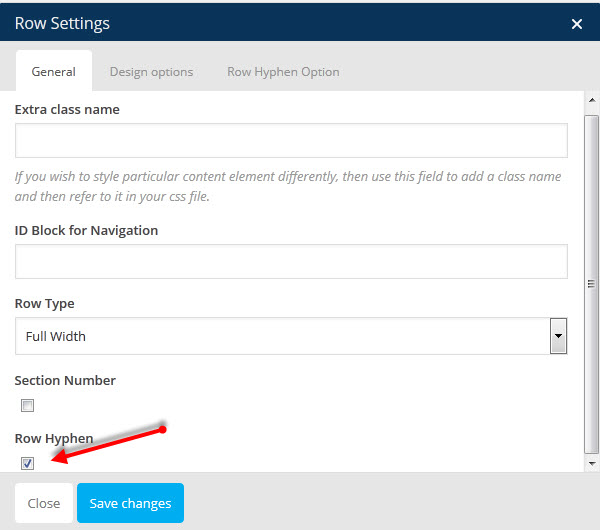 Row Settings
General Design options Row Hyphen Option
Extra class name
If you wish to style particular content element differently, then use this field to add a class name
and then refer to it in your css file.
ID Block for Navigation
Row Type
Full Width
Section Number
Row Hyphen
Close Save changes